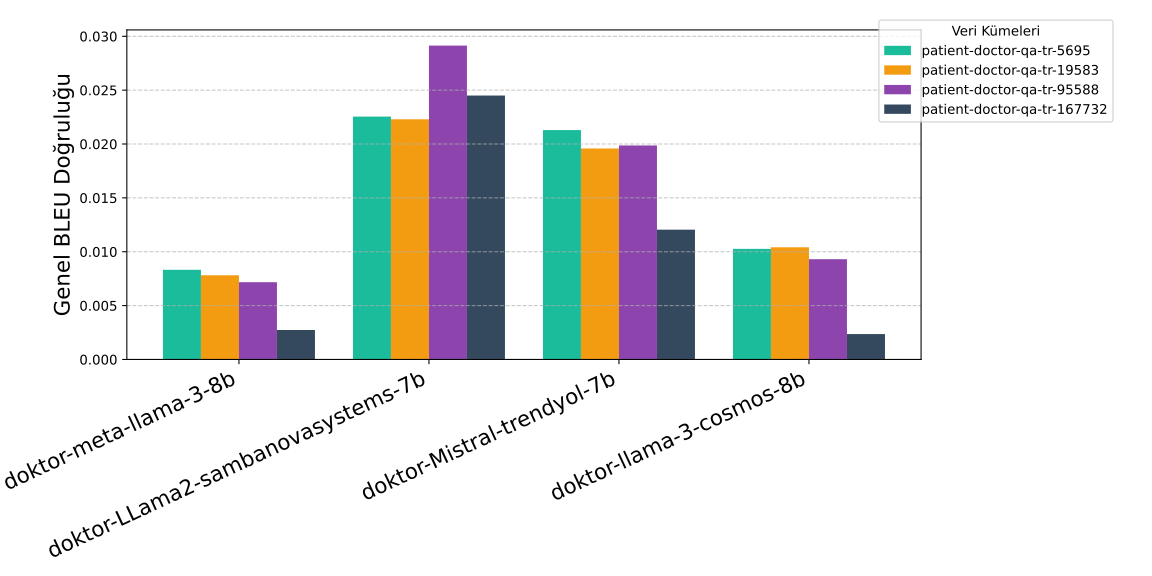 Veri Kümeleri
patient-doctor-qa-tr-5695
patient-doctor-qa-tr-19583
patient-doctor-qa-tr-95588
patient-doctor-qa-tr-167732
Genel BLEU Doğruluğu
0.030
0.025
0.020
0.015
0.010
0.005
0.000
doktor-meta-llama-3-8b
doktor-LLama2-sambanovasystems-7b
doktor-Mistral-trendyol-7b
doktor-llama-3-cosmos-8b